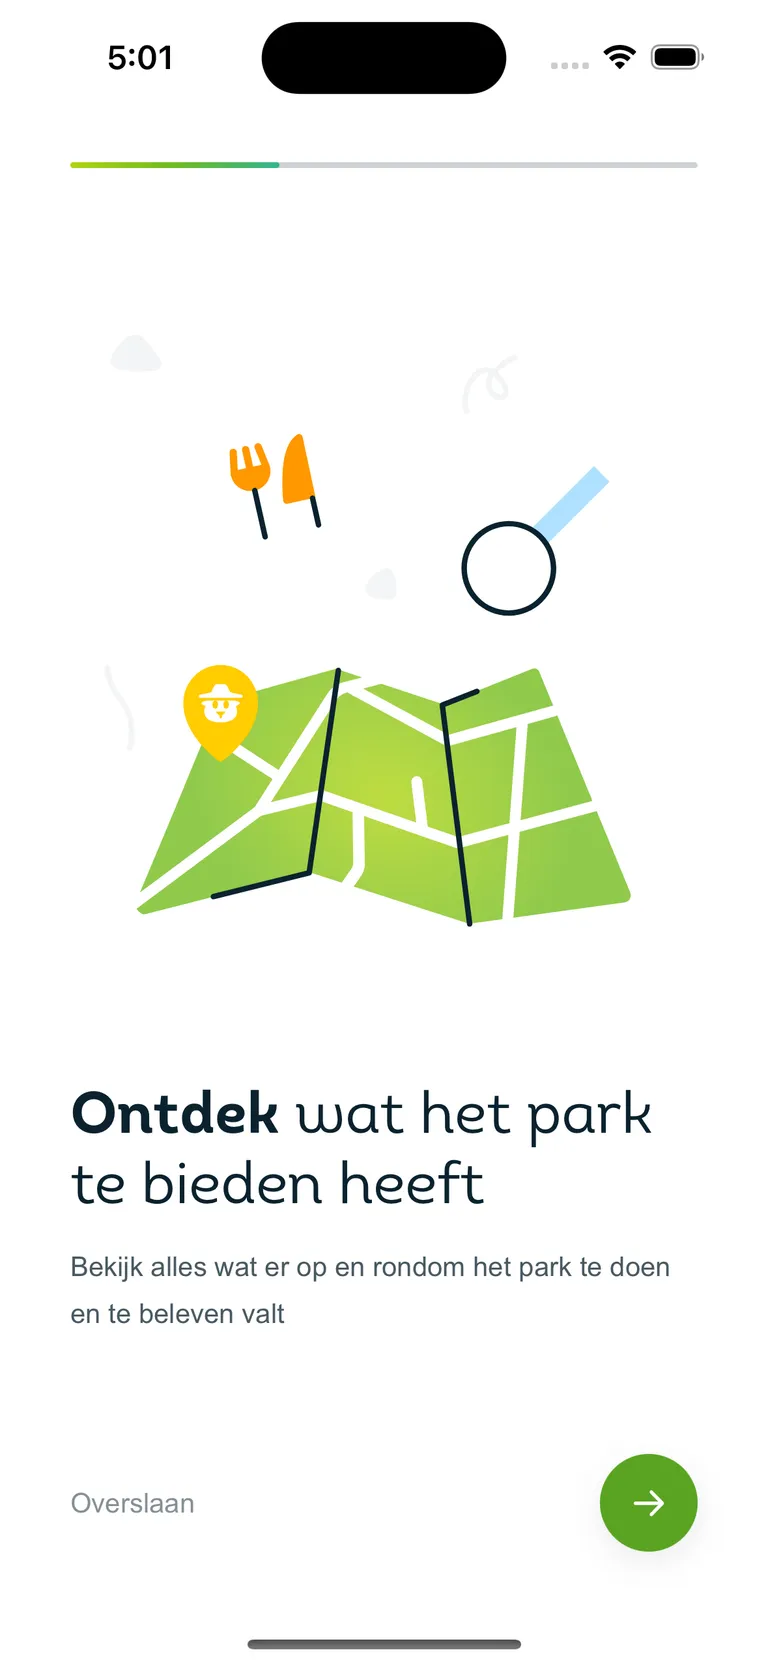 5:01
Ontdek wat het park
te bieden heeft
Bekijk alles wat er op en rondom het park te doen
en te beleven valt
Overslaan